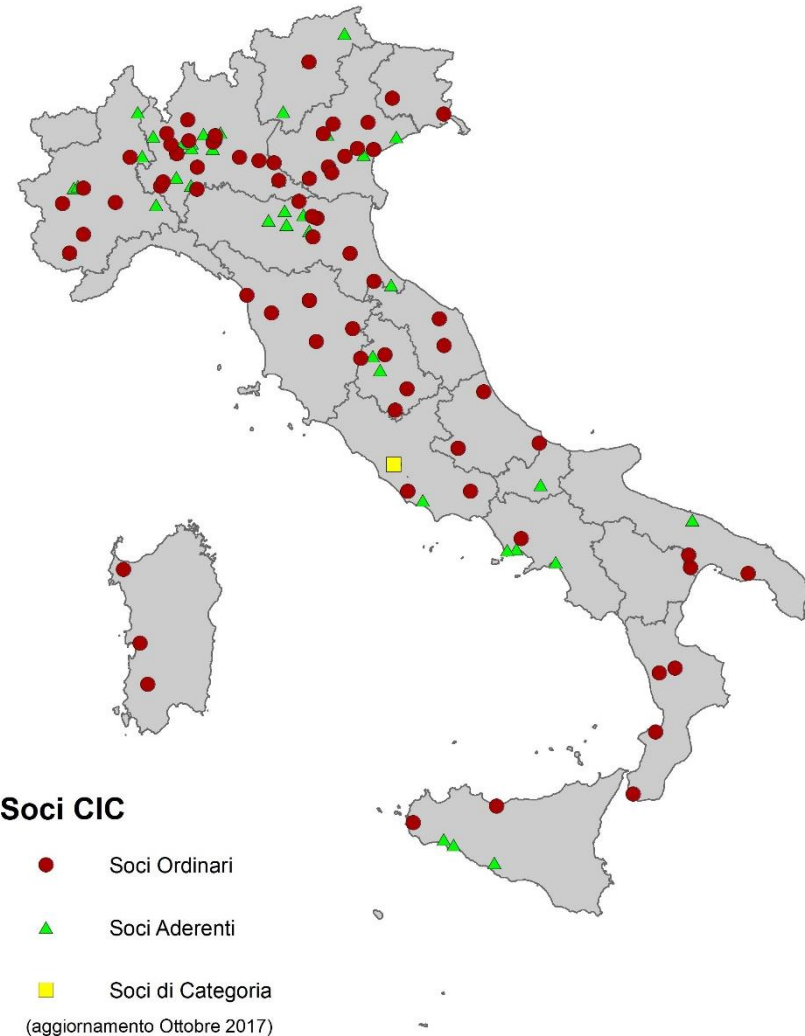 Soci CIC
Soci Ordinari
Soci Aderenti
Soci di Categoria
(aggiornamento Ottobre 2017)